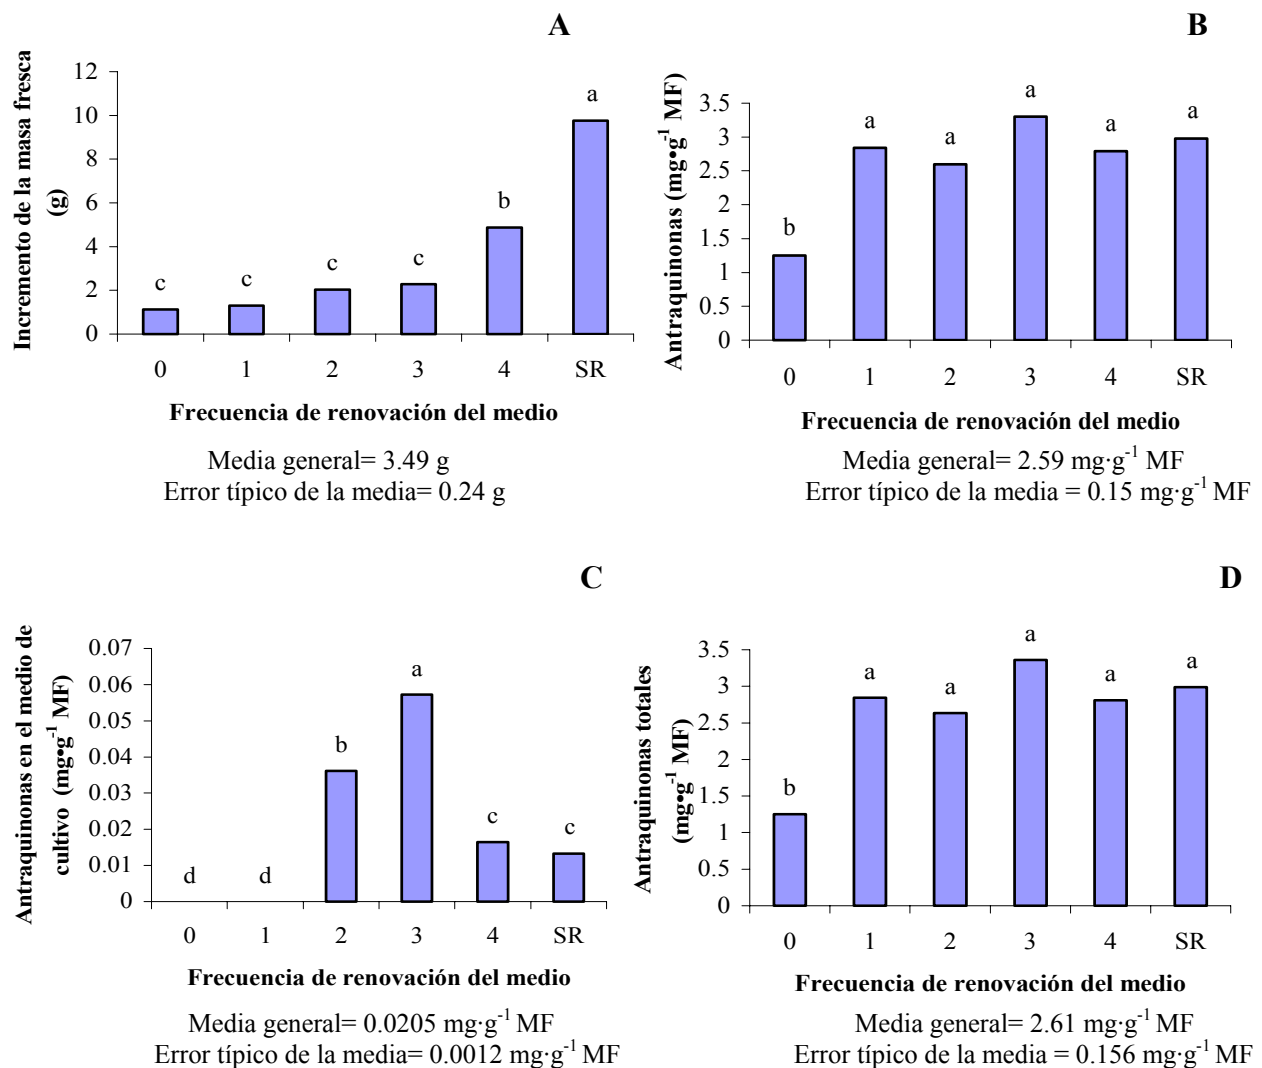 A
Incremento de la masa fresca
(g)
12
10
8
6
4
2
0
c
c
c
c
b
a
0 1 2 3 4 SR
Frecuencia de renovación del medio
Media general= 3.49 g
Error típico de la media= 0.24 g
B
Antraquinonas (mg•g-1 MF)
3.5
3
2.5
2
1.5
1
0.5
0
b
a
a
a
a
a
0 1 2 3 4 SR
Frecuencia de renovación del medio
Media general= 2.59 mg·g-1 MF
Error típico de la media = 0.15 mg·g-1 MF
C
Antraquinonas en el medio de
cultivo (mg•g-1 MF)
0.07
0.06
0.05
0.04
0.03
0.02
0.01
0
d
d
b
a
c
c
0 1 2 3 4 SR
Frecuencia de renovación del medio
Media general= 0.0205 mg·g-1 MF
Error típico de la media= 0.0012 mg·g-1 MF
D
Antraquinonas totales
(mg•g-1 MF)
3.5
3
2.5
2
1.5
1
0.5
0
b
a
a
a
a
a
0 1 2 3 4 SR
Frecuencia de renovación del medio
Media general= 2.61 mg·g-1 MF
Error típico de la media = 0.156 mg·g-1 MF